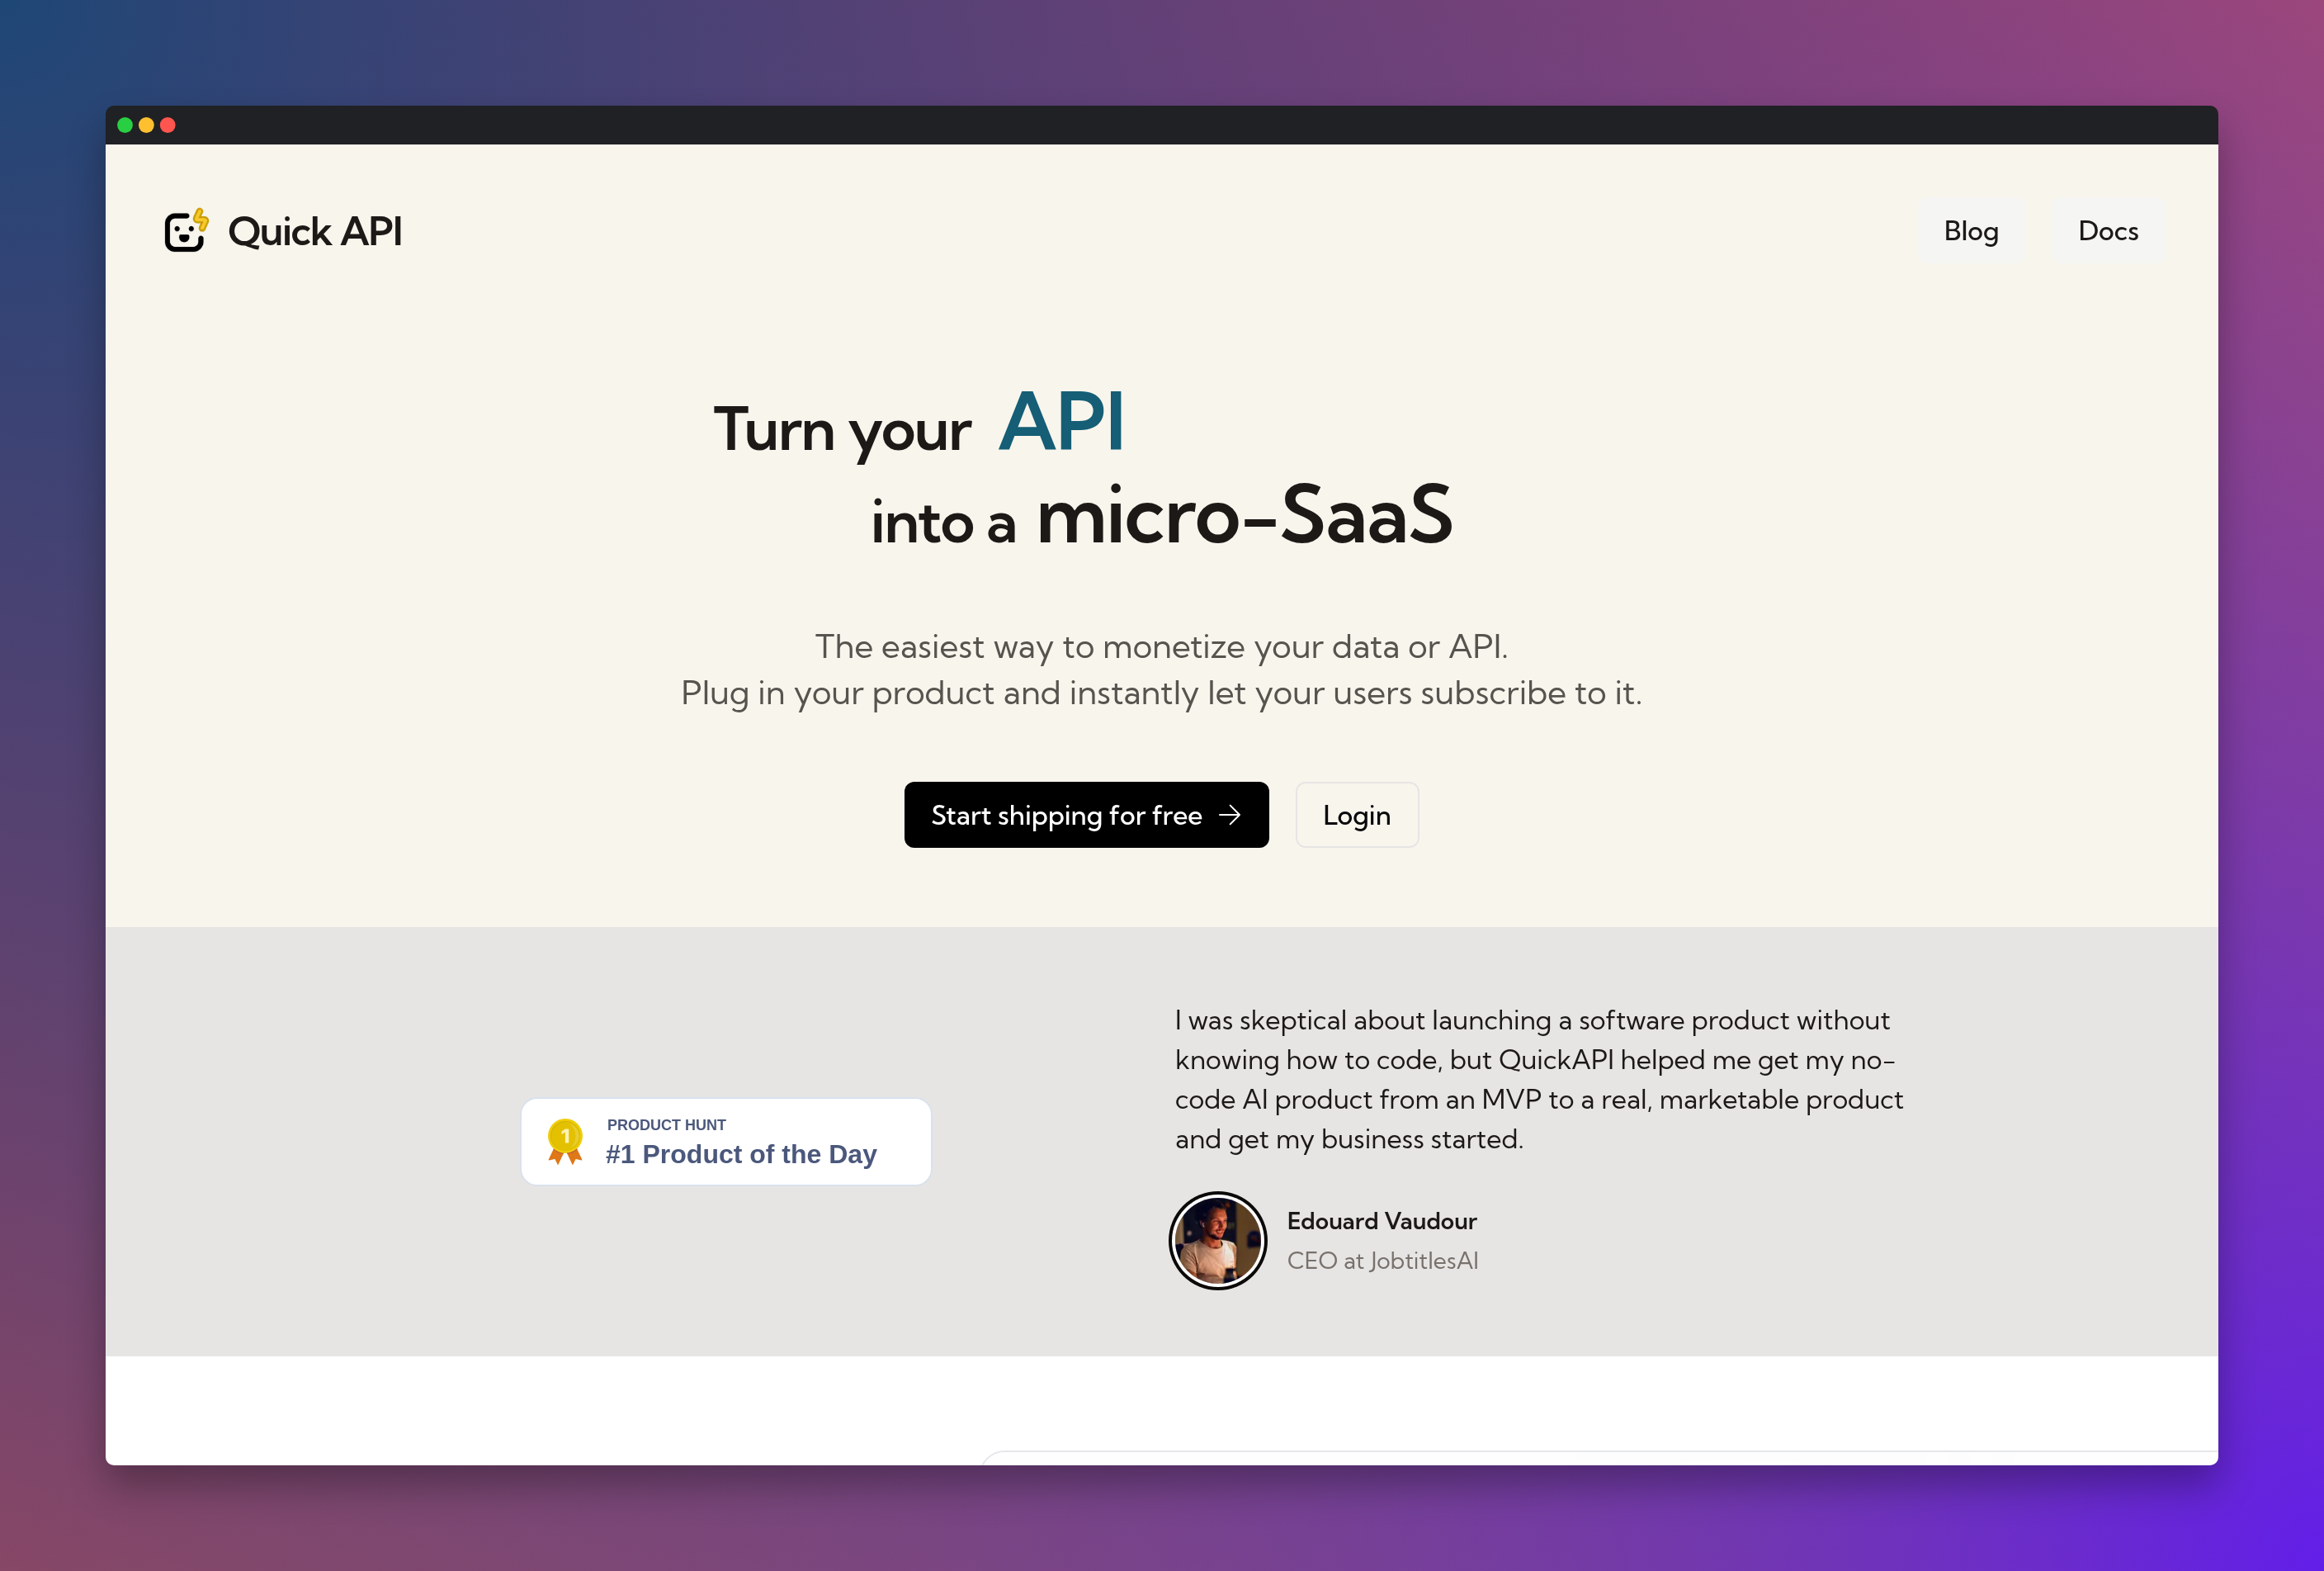 Quick API
Blog
Docs
Turn your API
into a micro-SaaS
The easiest way to monetize your data or API.
Plug in your product and instantly let your users subscribe to it.
Start shipping for free →
Login
1
PRODUCT HUNT
#1 Product of the Day
I was skeptical about launching a software product without
knowing how to code, but QuickAPI helped me get my no-
code AI product from an MVP to a real, marketable product
and get my business started.
Edouard Vaudour
CEO at JobtitlesAI